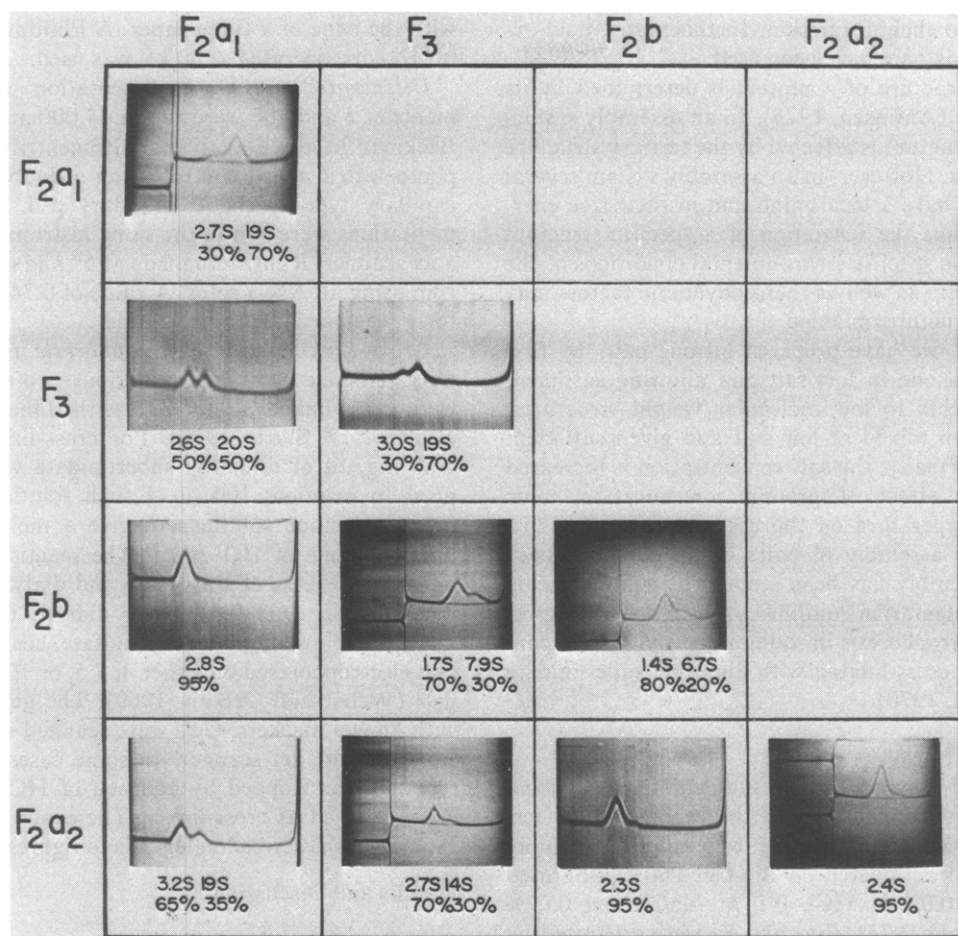 F2a1 F3 F2b F2a2
F2a1
2.7S 19S
30% 70%
F3
2.6S 20S
50% 50%
3.0S 19S
30% 70%
F2b
2.8S
95%
1.7S 7.9S
70% 30%
1.4S 6.7S
80% 20%
F2a2
3.2S 19S
65% 35%
2.7S 14S
70% 30%
2.3S
95%
2.4S
95%